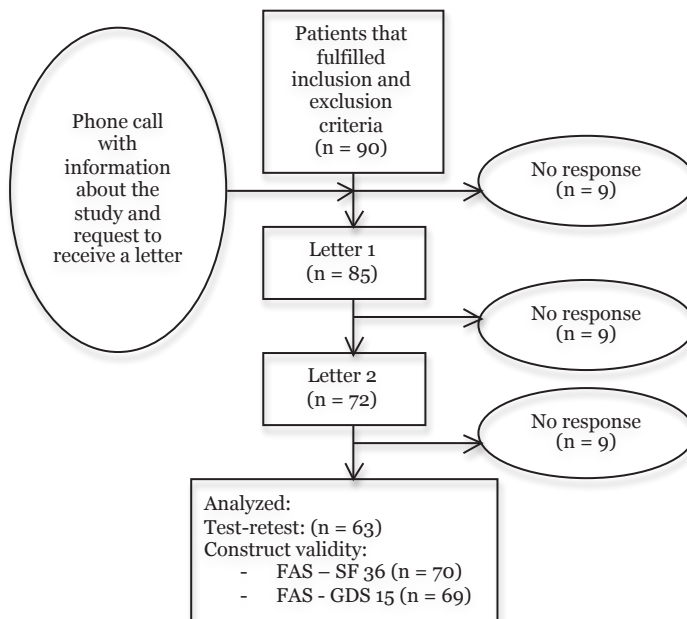 Patients that
fulfilled
inclusion and
exclusion
criteria
(n = 90)
Phone call
with
information
about the
study and
request to
receive a letter
No response
(n = 9)
Letter 1
(n = 85)
No response
(n = 9)
Letter 2
(n = 72)
No response
(n = 9)
Analyzed:
Test-retest: (n = 63)
Construct validity:
- FAS – SF 36 (n = 70)
- FAS - GDS 15 (n = 69)